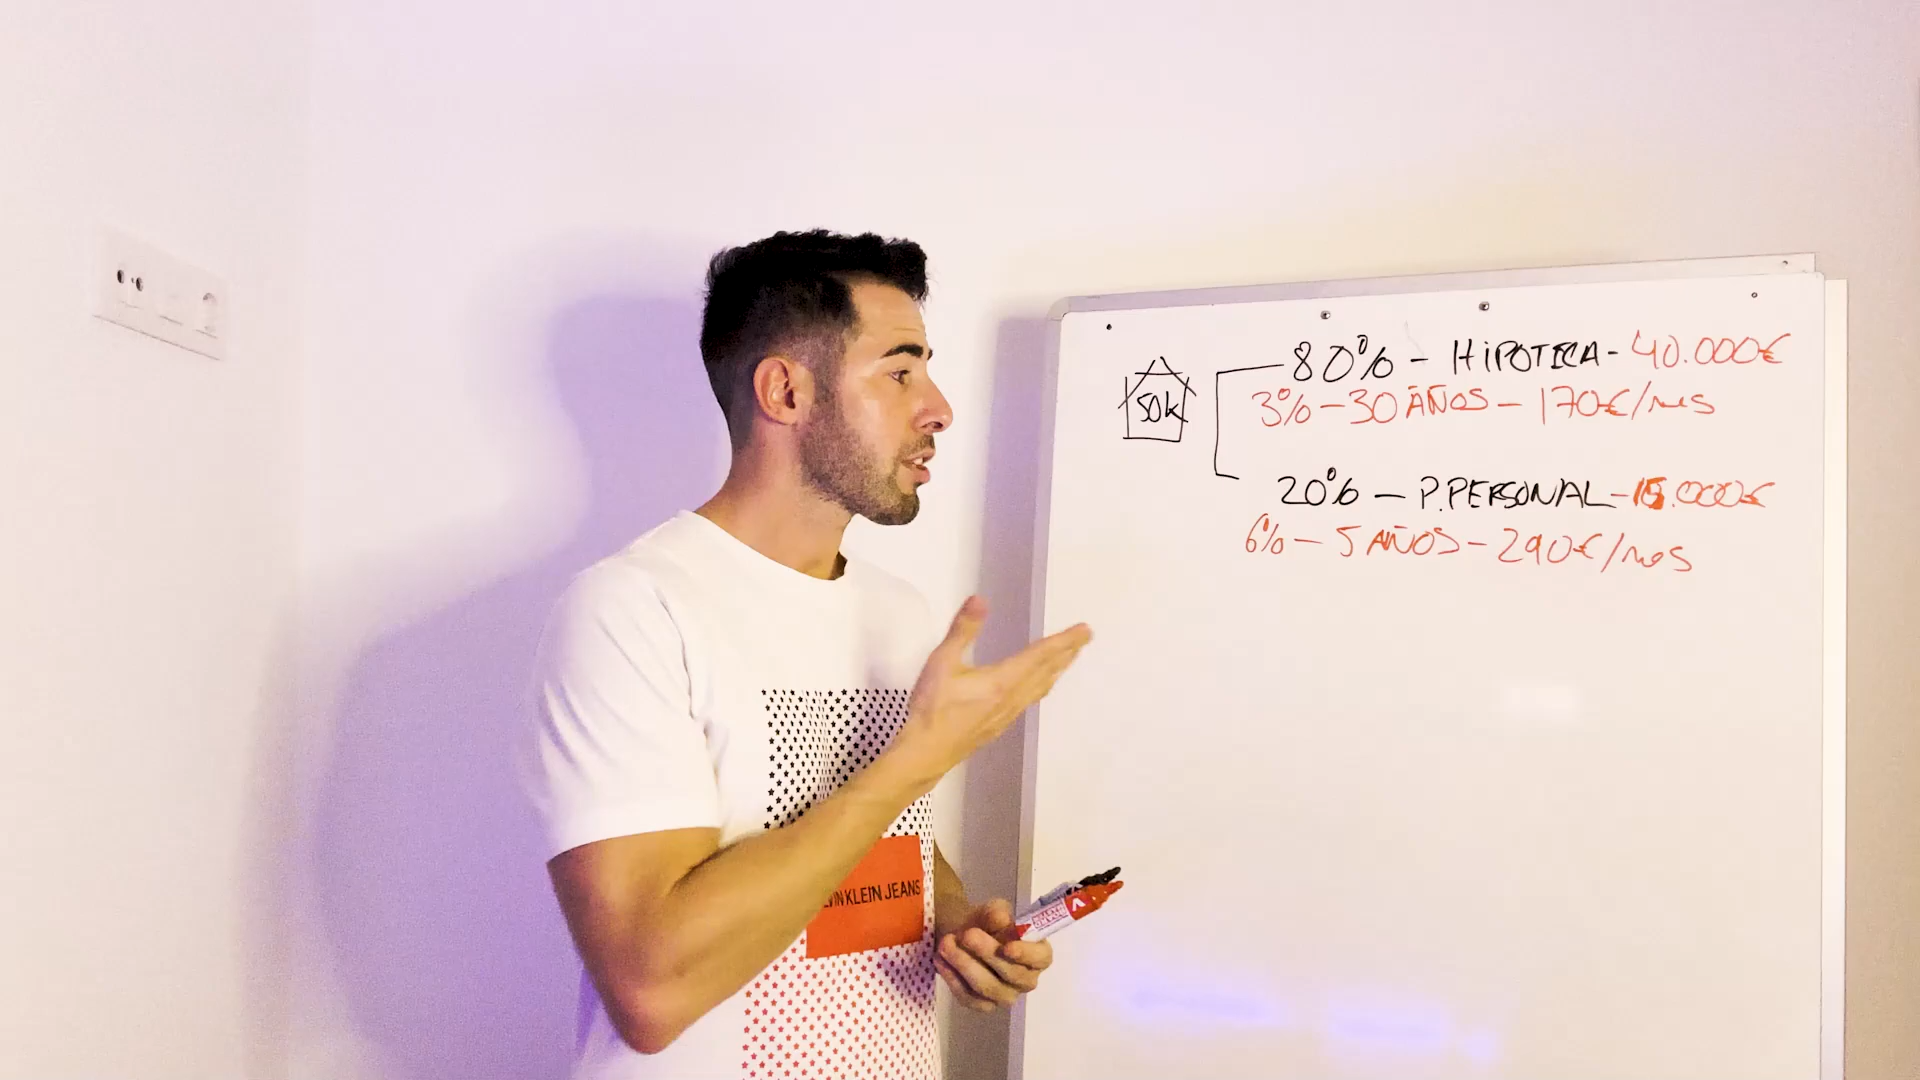 80% - HIPOTECA - 40.000€
50K
3% - 30 AÑOS - 170€/mes
20% - P.PERSONAL - 15.000€
6% - 5 AÑOS - 290€/mes
VIN KLEIN JEANS